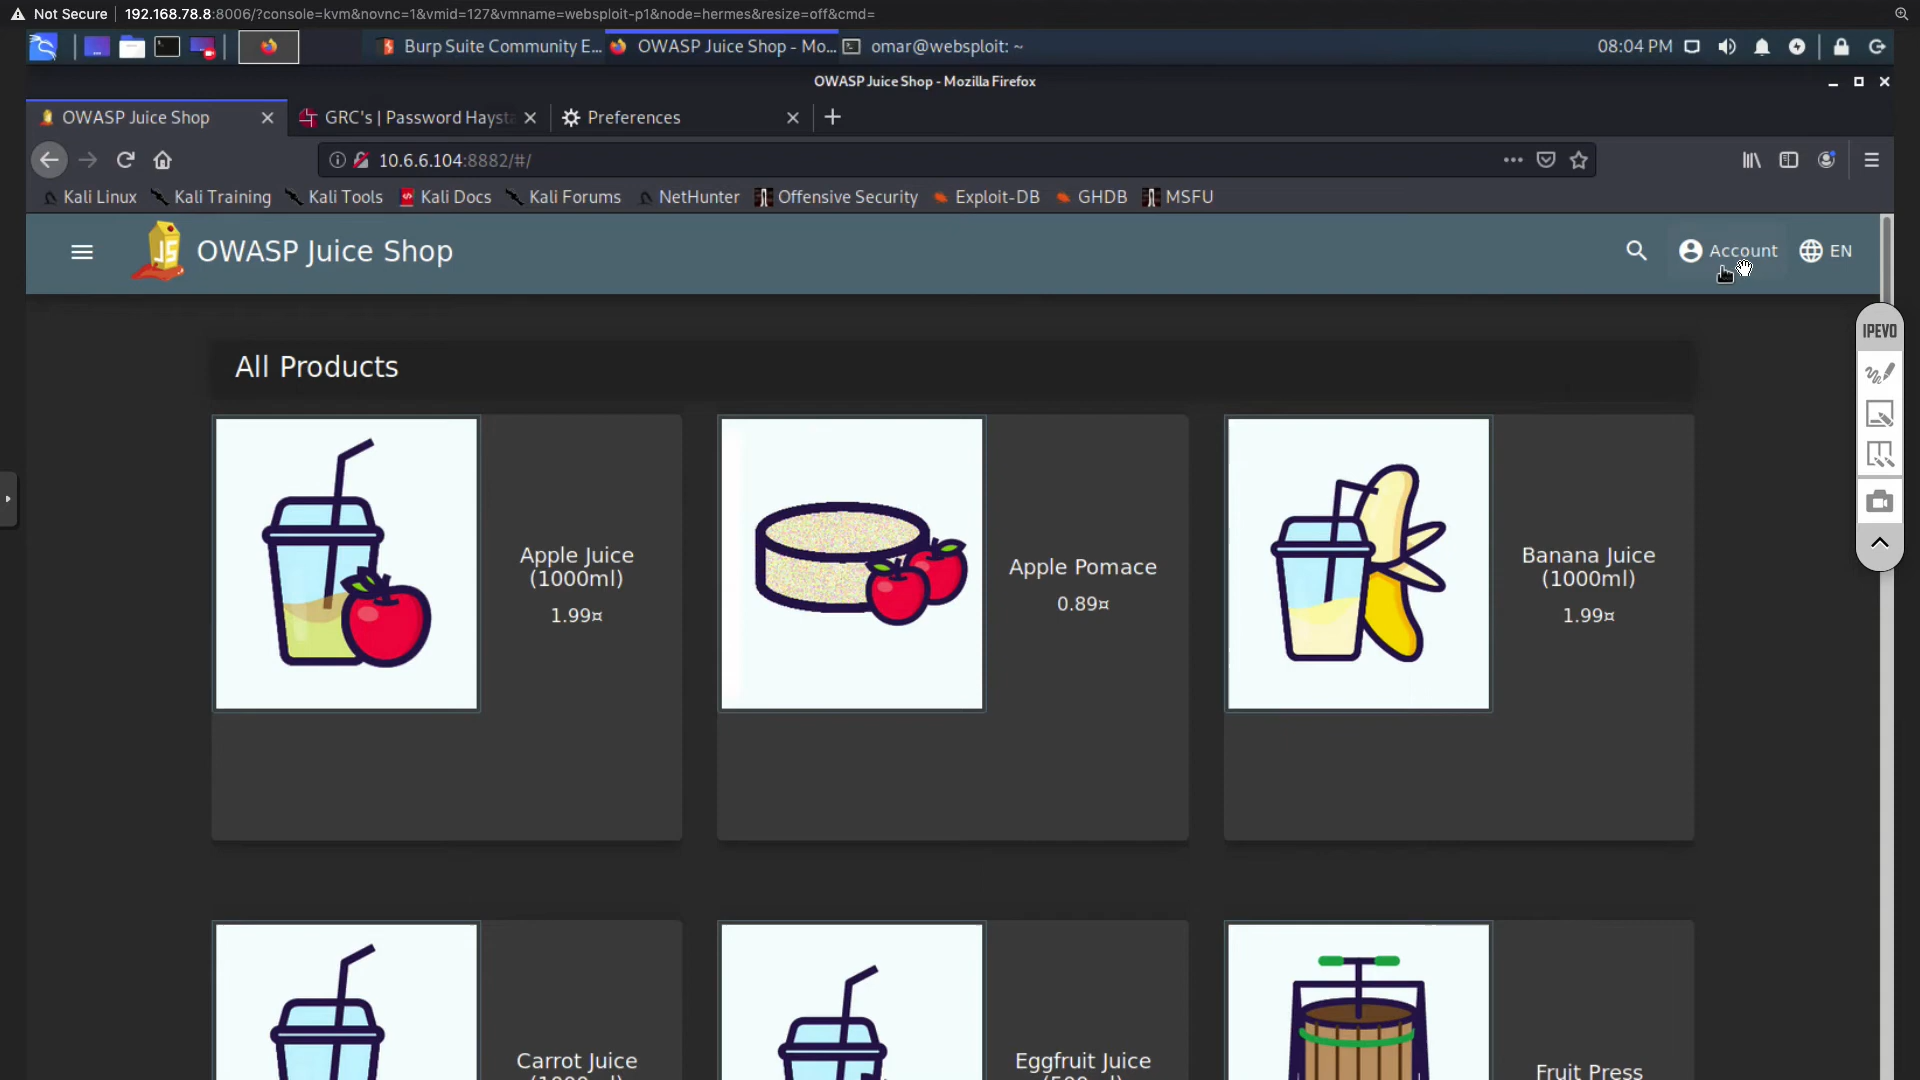 Not Secure 192.168.78.8:8006/?console=kvm&novnc=1&vmid=127&vmname=websploit-p1&node=hermes&resize=off&cmd=
Burp Suite Community E... OWASP Juice Shop - Mo... omar@websploit: ~ 08:04 PM
OWASP Juice Shop - Mozilla Firefox
OWASP Juice Shop GRC's | Password Haysta Preferences
10.6.6.104:8882/#/
Kali Linux Kali Training Kali Tools Kali Docs Kali Forums NetHunter Offensive Security Exploit-DB GHDB MSFU
JS OWASP Juice Shop Account EN
IPEVO
All Products
Apple Juice
(1000ml)
1.99¤
Apple Pomace
0.89¤
Banana Juice
(1000ml)
1.99¤
Carrot Juice
(1000ml)
Eggfruit Juice
(500ml)
Fruit Press